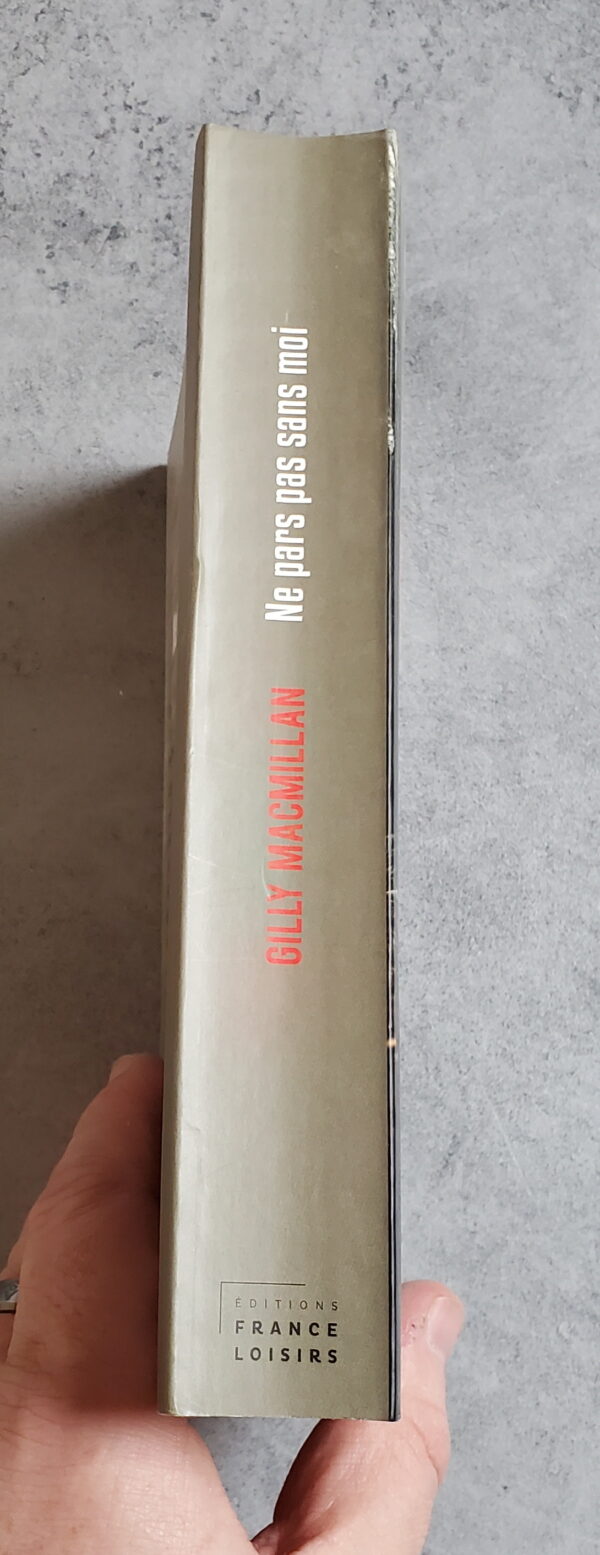 GILLY MACMILLAN Ne pars pas sans moi
ÉDITIONS
FRANCE
LOISIRS